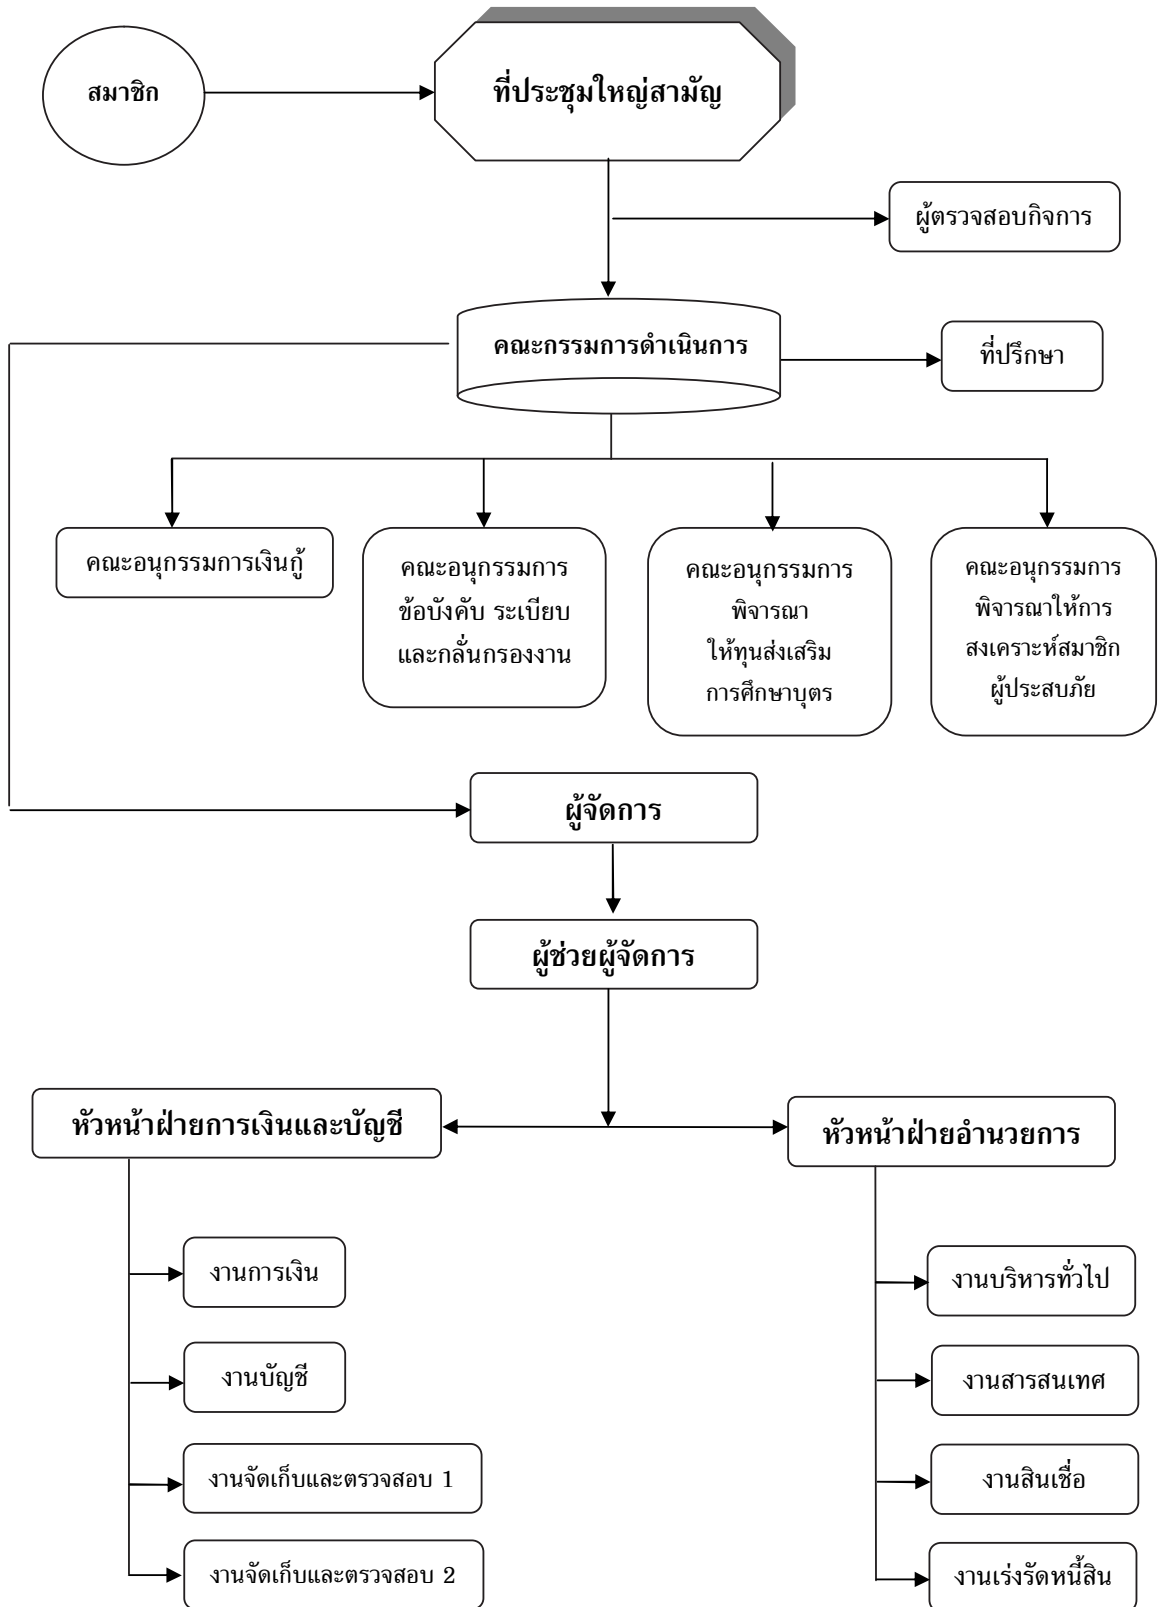 สมาชิก
ที่ประชุมใหญ่สามัญ
ผู้ตรวจสอบกิจการ
คณะกรรมการดำเนินการ
ที่ปรึกษา
คณะอนุกรรมการเงินกู้
คณะอนุกรรมการ
ข้อบังคับ ระเบียบ
และกลั่นกรองงาน
คณะอนุกรรมการ
พิจารณา
ให้ทุนส่งเสริม
การศึกษาบุตร
คณะอนุกรรมการ
พิจารณาให้การ
สงเคราะห์สมาชิก
ผู้ประสบภัย
ผู้จัดการ
ผู้ช่วยผู้จัดการ
หัวหน้าฝ่ายการเงินและบัญชี
หัวหน้าฝ่ายอำนวยการ
งานการเงิน
งานบัญชี
งานจัดเก็บและตรวจสอบ 1
งานจัดเก็บและตรวจสอบ 2
งานบริหารทั่วไป
งานสารสนเทศ
งานสินเชื่อ
งานเร่งรัดหนี้สิน